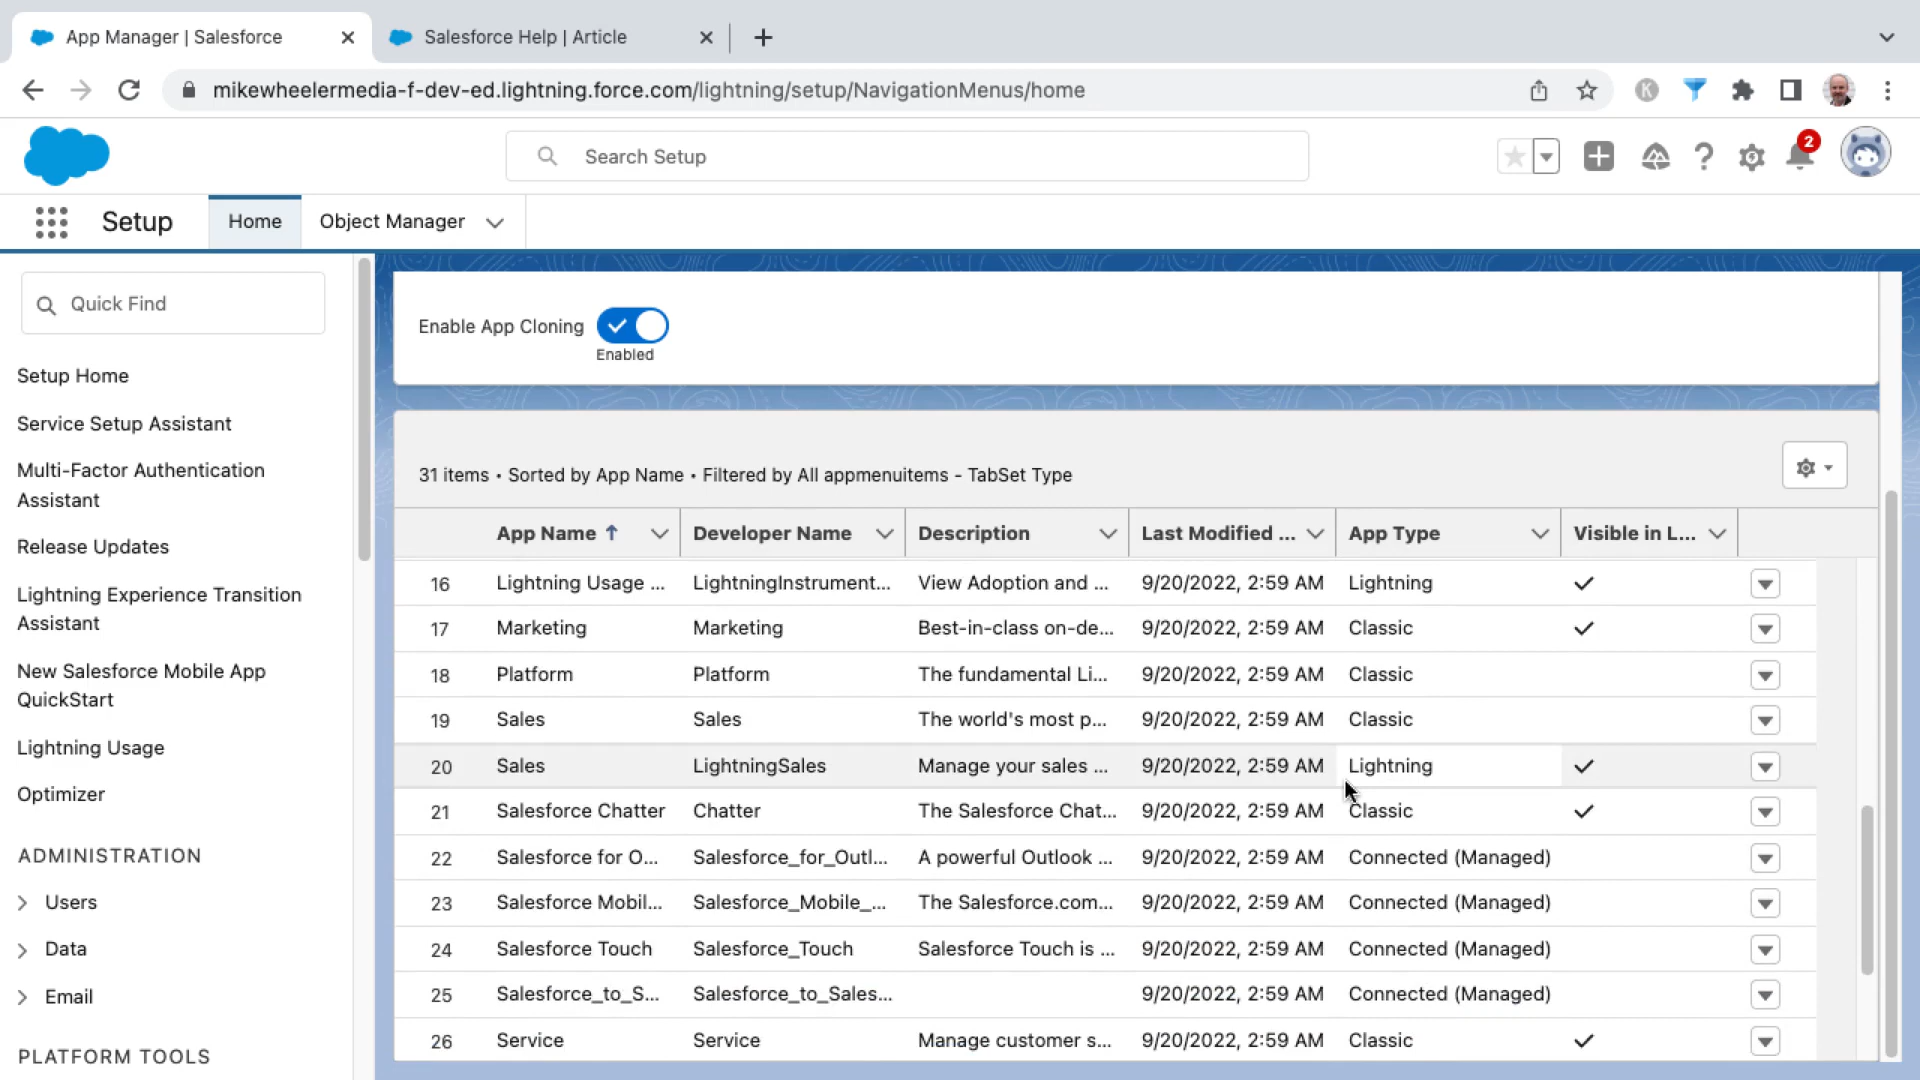 App Manager | Salesforce
Salesforce Help | Article
mikewheelermedia-f-dev-ed.lightning.force.com/lightning/setup/NavigationMenus/home
K
Search Setup
2
Setup
Home
Object Manager
Quick Find
Setup Home
Service Setup Assistant
Multi-Factor Authentication
Assistant
Release Updates
Lightning Experience Transition
Assistant
New Salesforce Mobile App
QuickStart
Lightning Usage
Optimizer
ADMINISTRATION
Users
Data
Email
PLATFORM TOOLS
Enable App Cloning
Enabled
31 items • Sorted by App Name • Filtered by All appmenuitems - TabSet Type
App Name Developer Name Description Last Modified ... App Type Visible in L...
16 Lightning Usage ... LightningInstrument... View Adoption and ... 9/20/2022, 2:59 AM Lightning
17 Marketing Marketing Best-in-class on-de... 9/20/2022, 2:59 AM Classic
18 Platform Platform The fundamental Li... 9/20/2022, 2:59 AM Classic
19 Sales Sales The world's most p... 9/20/2022, 2:59 AM Classic
20 Sales LightningSales Manage your sales ... 9/20/2022, 2:59 AM Lightning
21 Salesforce Chatter Chatter The Salesforce Chat... 9/20/2022, 2:59 AM Classic
22 Salesforce for O... Salesforce_for_Outl... A powerful Outlook ... 9/20/2022, 2:59 AM Connected (Managed)
23 Salesforce Mobil... Salesforce_Mobile_... The Salesforce.com... 9/20/2022, 2:59 AM Connected (Managed)
24 Salesforce Touch Salesforce_Touch Salesforce Touch is ... 9/20/2022, 2:59 AM Connected (Managed)
25 Salesforce_to_S... Salesforce_to_Sales... 9/20/2022, 2:59 AM Connected (Managed)
26 Service Service Manage customer s... 9/20/2022, 2:59 AM Classic